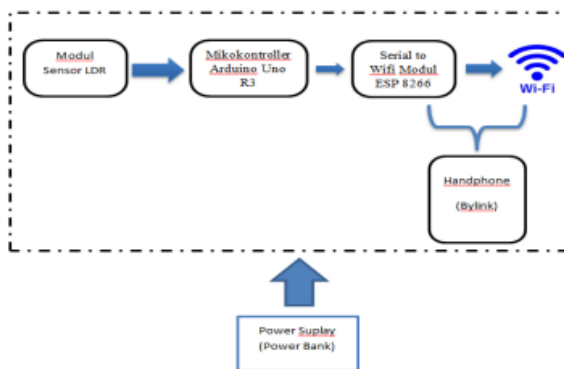 Modul
Sensor LDR
Mikokontroller
Arduino Uno
R3
Serial to
Wifi Modul
ESP 8266
Wi-Fi
Handphone
(Bylink)
Power Suplay
(Power Bank)